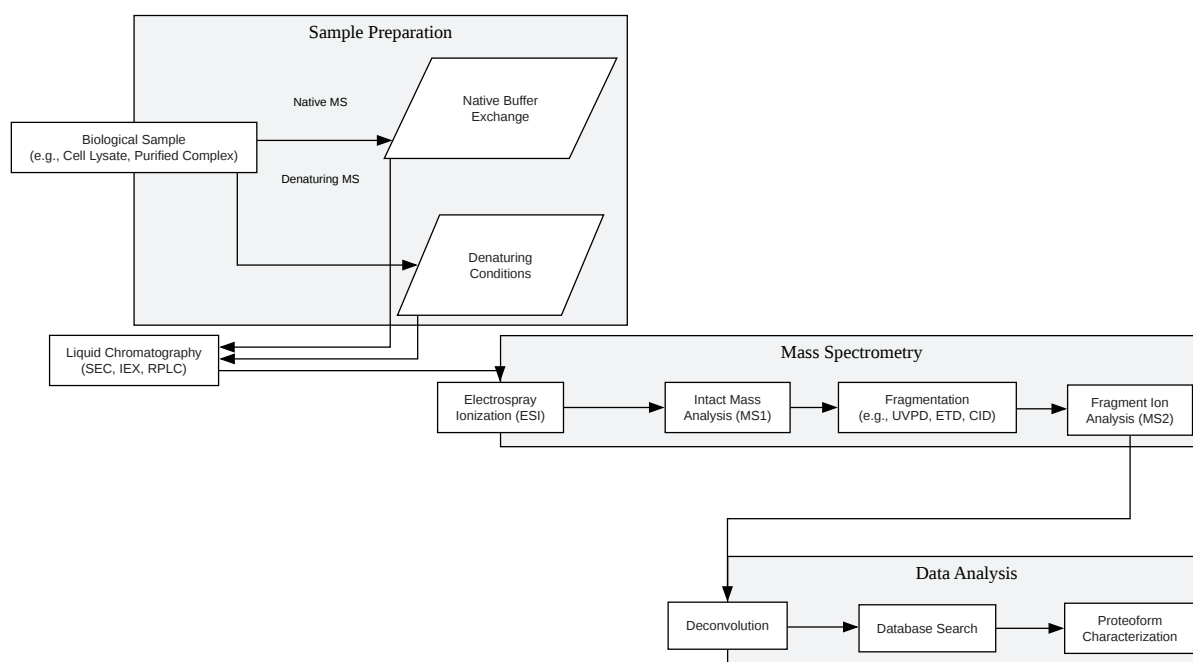 Sample Preparation
Native MS
Native Buffer
Exchange
Biological Sample
(e.g., Cell Lysate, Purified Complex)
Denaturing MS
Denaturing
Conditions
Liquid Chromatography
(SEC, IEX, RPLC)
Mass Spectrometry
Electrospray
Ionization (ESI)
Intact Mass
Analysis (MS1)
Fragmentation
(e.g., UVPD, ETD, CID)
Fragment Ion
Analysis (MS2)
Data Analysis
Deconvolution
Database Search
Proteoform
Characterization